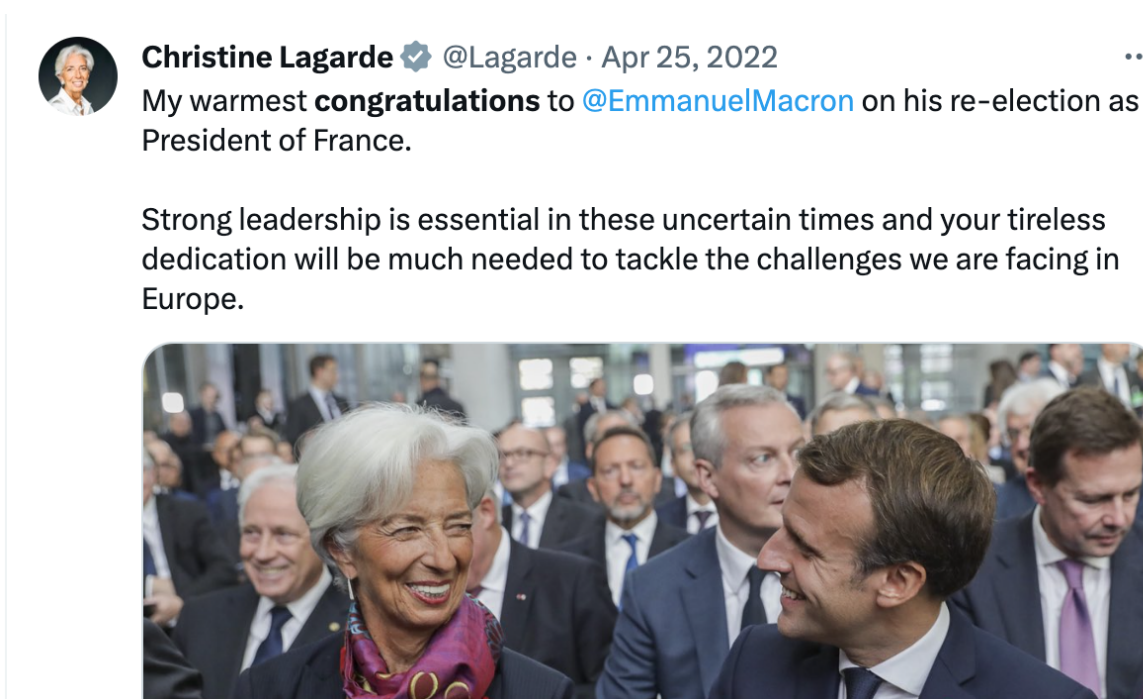 Christine Lagarde @Lagarde · Apr 25, 2022
My warmest congratulations to @EmmanuelMacron on his re-election as
President of France.
Strong leadership is essential in these uncertain times and your tireless
dedication will be much needed to tackle the challenges we are facing in
Europe.